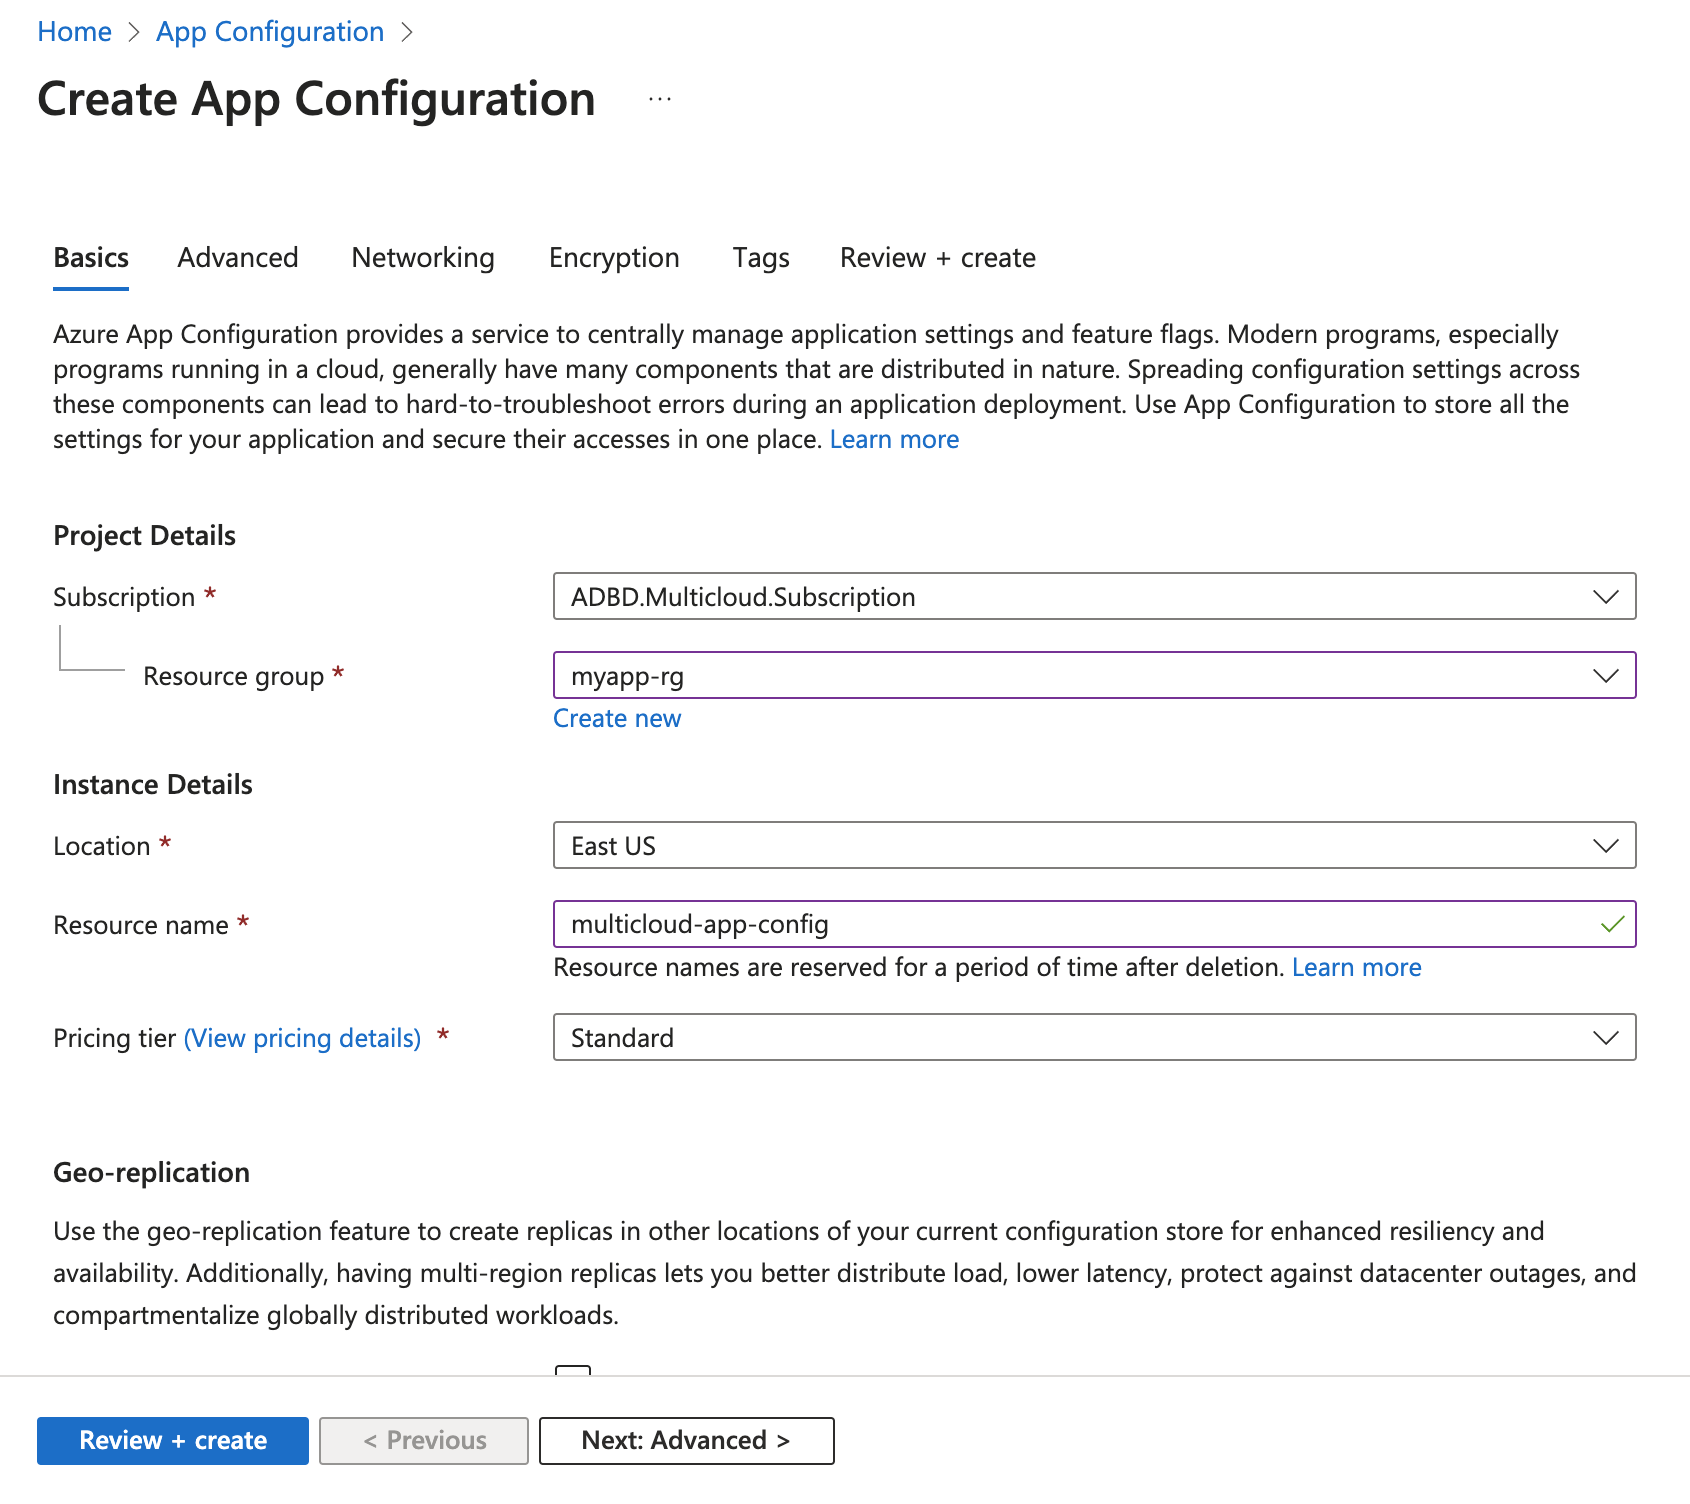 Home > App Configuration >
Create App Configuration ...
Basics Advanced Networking Encryption Tags Review + create
Azure App Configuration provides a service to centrally manage application settings and feature flags. Modern programs, especially
programs running in a cloud, generally have many components that are distributed in nature. Spreading configuration settings across
these components can lead to hard-to-troubleshoot errors during an application deployment. Use App Configuration to store all the
settings for your application and secure their accesses in one place. Learn more
Project Details
Subscription * ADBD.Multicloud.Subscription
Resource group * myapp-rg
Create new
Instance Details
Location * East US
Resource name * multicloud-app-config
Resource names are reserved for a period of time after deletion. Learn more
Pricing tier (View pricing details) * Standard
Geo-replication
Use the geo-replication feature to create replicas in other locations of your current configuration store for enhanced resiliency and
availability. Additionally, having multi-region replicas lets you better distribute load, lower latency, protect against datacenter outages, and
compartmentalize globally distributed workloads.
Review + create < Previous Next: Advanced >